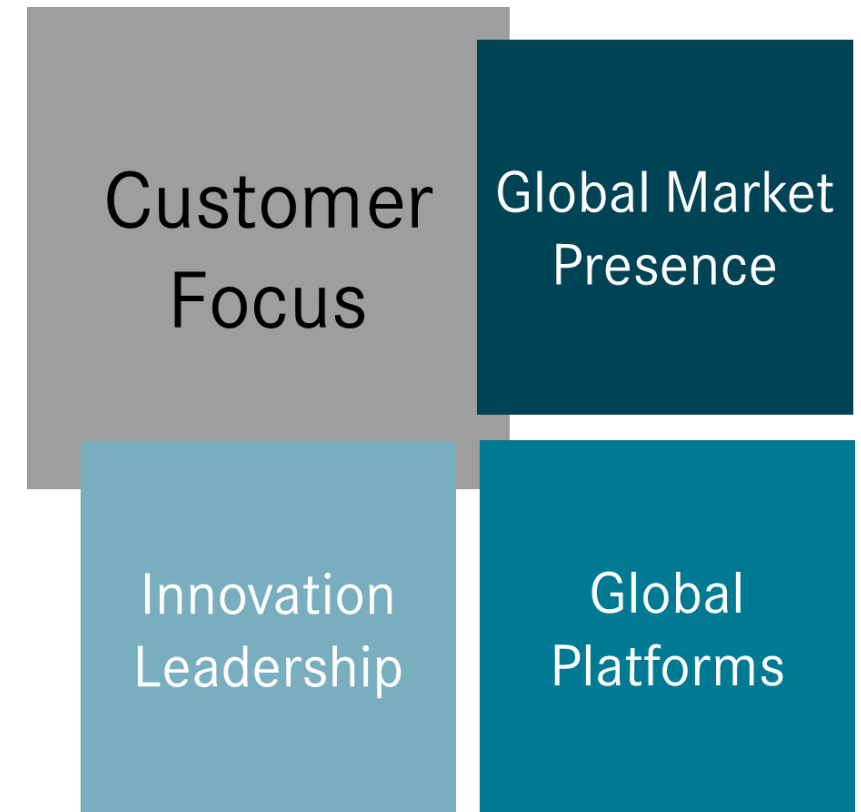 Customer
Focus
Global Market
Presence
Innovation
Leadership
Global
Platforms